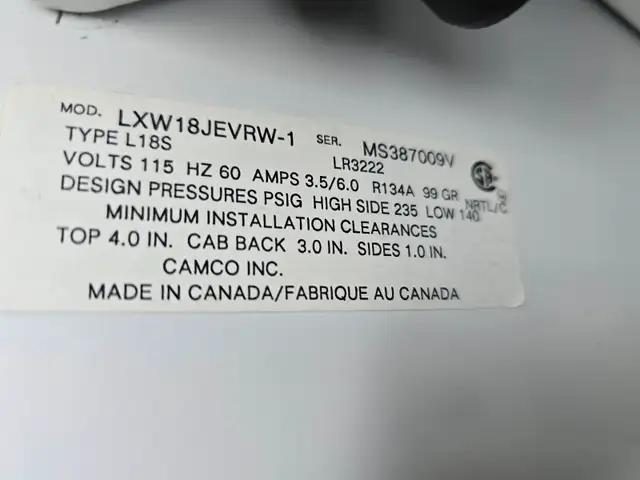 MOD. LXW18JEVRW-1 SER. MS387009V
TYPE L18S LR3222
VOLTS 115 HZ 60 AMPS 3.5/6.0 R134A 99 GR
NRTL/C
DESIGN PRESSURES PSIG HIGH SIDE 235 LOW 140
MINIMUM INSTALLATION CLEARANCES
TOP 4.0 IN. CAB BACK 3.0 IN. SIDES 1.0 IN.
CAMCO INC.
MADE IN CANADA/FABRIQUE AU CANADA